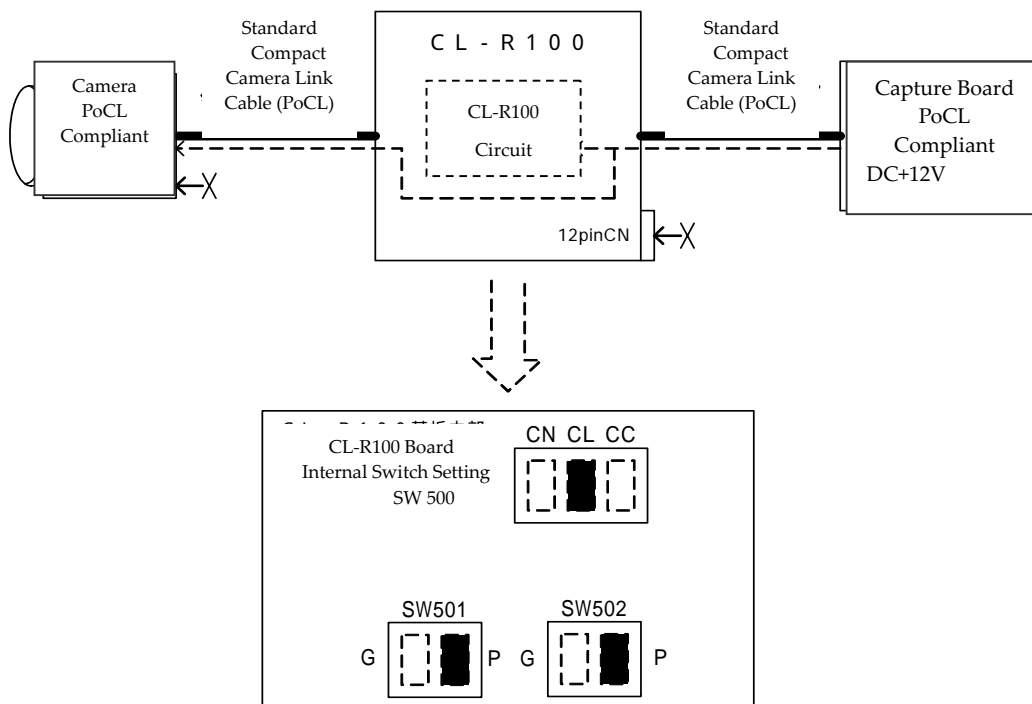 Standard
Compact
Camera Link
Cable (PoCL)
CL-R100
Standard
Compact
Camera Link
Cable (PoCL)
Camera
PoCL
Compliant
CL-R100
Circuit
Capture Board
PoCL
Compliant
DC+12V
12pinCN
CL-R100 Board
Internal Switch Setting
SW 500
CN CL CC
SW501
SW502
G
P
G
P